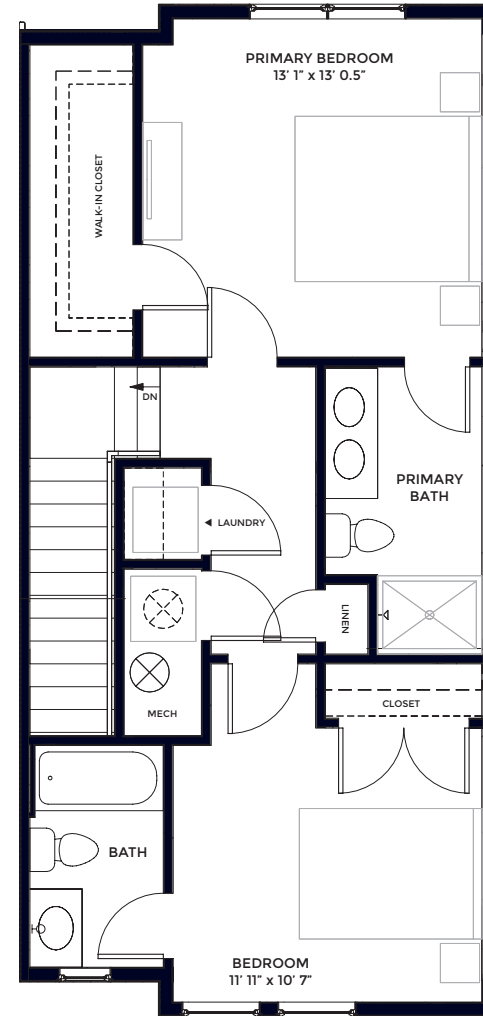 PRIMARY BEDROOM
13' 1" x 13' 0.5"
WALK-IN CLOSET
DN
PRIMARY
BATH
LAUNDRY
LINEN
MECH
CLOSET
BATH
BEDROOM
11' 11" x 10' 7"